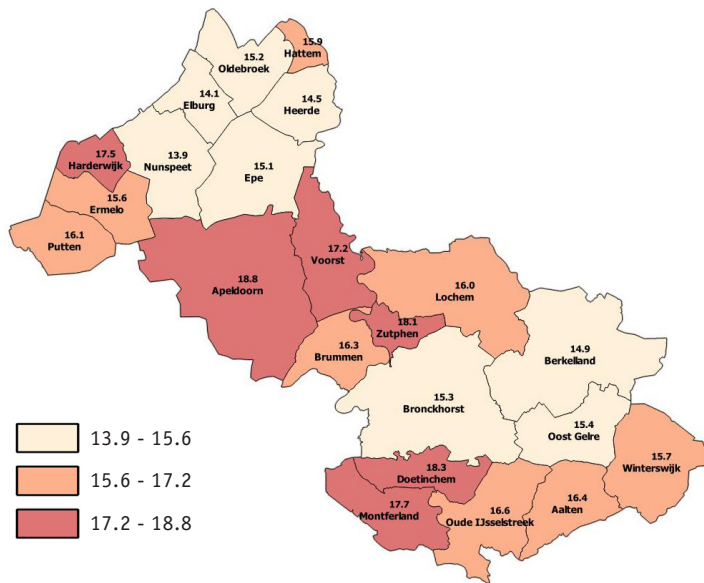 15.9
Hattem
15.2
Oldebroek
14.1
Elburg
14.5
Heerde
17.5
Harderwijk
13.9
Nunspeet
15.1
Epe
15.6
Ermelo
16.1
Putten
17.2
Voorst
18.8
Apeldoorn
16.0
Lochem
18.1
Zutphen
16.3
Brummen
14.9
Berkelland
15.3
Bronckhorst
15.4
Oost Gelre
15.7
Winterswijk
18.3
Doetinchem
17.7
Montferland
16.6
Oude IJsselstreek
16.4
Aalten
13.9 - 15.6
15.6 - 17.2
17.2 - 18.8